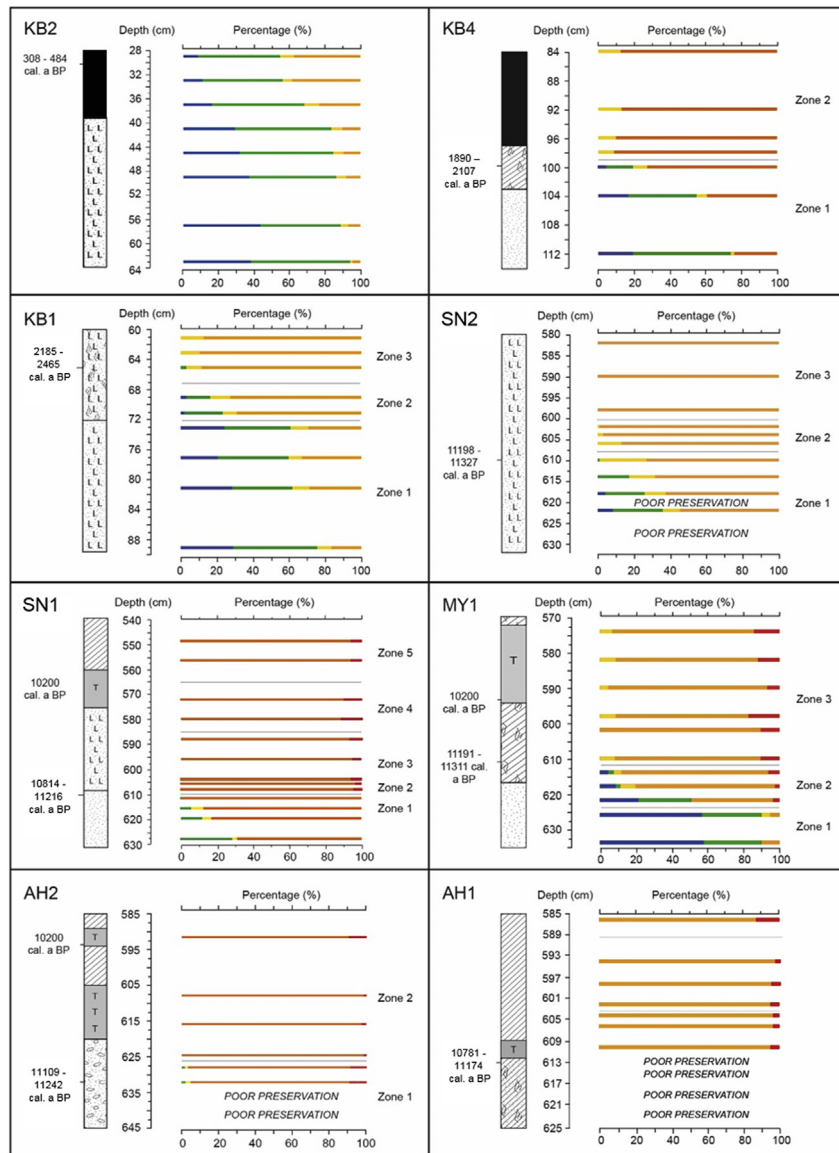 KB2
Depth (cm)
Percentage (%)
308 - 484
cal. a BP
28
32
36
40
44
48
52
56
60
64
0 20 40 60 80 100
KB4
Depth (cm)
Percentage (%)
1890 –
2107
cal. a BP
84
92
96
100
104
108
112
Zone 2
Zone 1
0 20 40 60 80 100
KB1
Depth (cm)
Percentage (%)
2185 -
2465
cal. a BP
L L
60
64
68
72
76
80
84
88
Zone 3
Zone 2
Zone 1
0 20 40 60 80 100
SN2
Depth (cm)
Percentage (%)
11198 -
11327
cal. a BP
580
585
590
595
600
605
610
615
620
625
630
Zone 3
Zone 2
Zone 1
POOR PRESERVATION
POOR PRESERVATION
0 20 40 60 80 100
SN1
Depth (cm)
Percentage (%)
10200
cal. a BP
T
10814 -
11216
cal. a BP
540
550
560
570
580
590
600
610
620
630
Zone 5
Zone 4
Zone 3
Zone 2
Zone 1
0 20 40 60 80 100
MY1
Depth (cm)
Percentage (%)
T
10200
cal. a BP
11191 -
11311 cal.
a BP
570
580
590
600
610
620
630
Zone 3
Zone 2
Zone 1
0 20 40 60 80 100
AH2
Depth (cm)
Percentage (%)
10200
cal. a BP
T
T
T
T
11109 -
11242
cal. a BP
585
595
605
615
625
635
645
Zone 2
Zone 1
POOR PRESERVATION
POOR PRESERVATION
0 20 40 60 80 100
AH1
Depth (cm)
Percentage (%)
10781 -
11174
cal. a BP
T
585
589
593
597
601
605
609
613
617
621
625
POOR PRESERVATION
POOR PRESERVATION
POOR PRESERVATION
POOR PRESERVATION
0 20 40 60 80 100